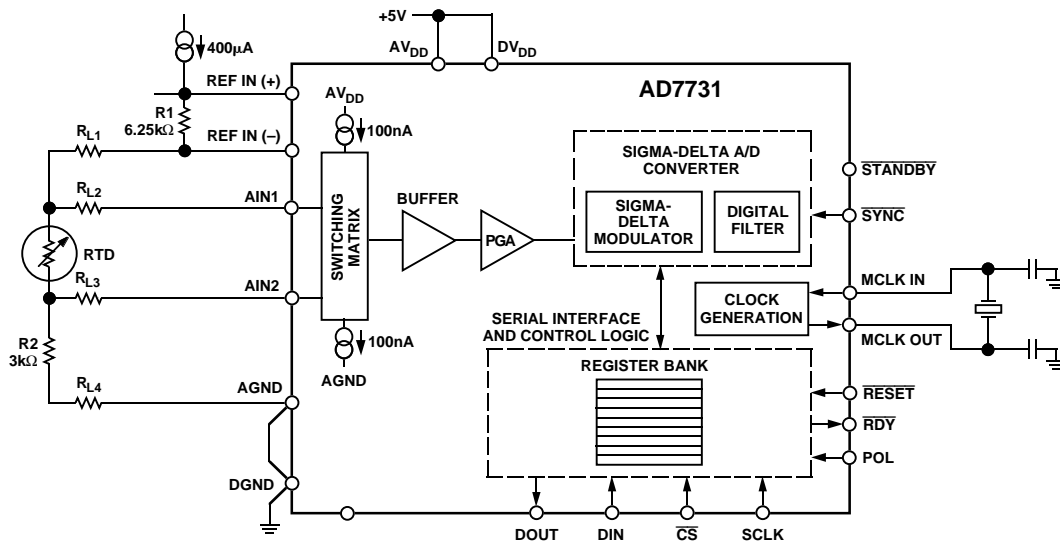 +5V
AVDD
DVDD
400μA
REF IN (+)
AD7731
AVDD
R1
6.25kΩ
100nA
RL1
REF IN (–)
SIGMA-DELTA A/D
CONVERTER
STANDBY
RL2
AIN1
BUFFER
SWITCHING
MATRIX
SIGMA-
DELTA
MODULATOR
DIGITAL
FILTER
SYNC
PGA
RTD
RL3
AIN2
MCLK IN
CLOCK
GENERATION
SERIAL INTERFACE
AND CONTROL LOGIC
MCLK OUT
R2
3kΩ
100nA
REGISTER BANK
AGND
RL4
AGND
RESET
RDY
POL
DGND
DOUT
DIN
CS
SCLK